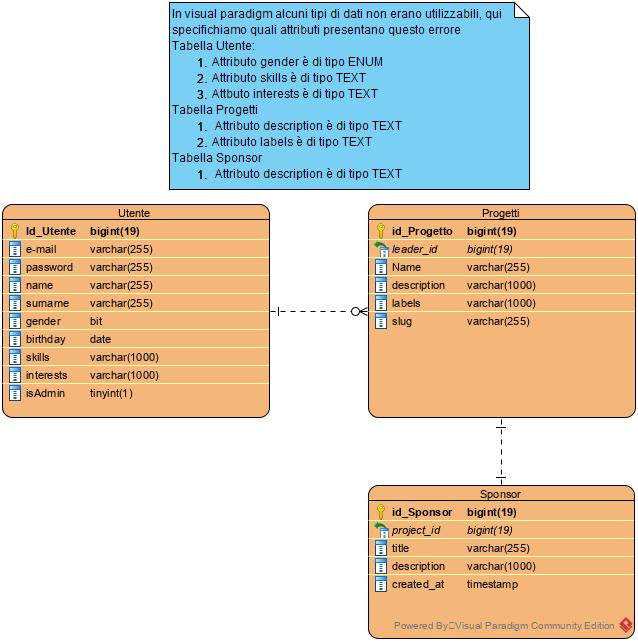 In visual paradigm alcuni tipi di dati non erano utilizzabili, qui
specifichiamo quali attributi presentano questo errore
Tabella Utente:
1. Attributo gender è di tipo ENUM
2. Attributo skills è di tipo TEXT
3. Attbuto interests è di tipo TEXT
Tabella Progetti
1. Attributo description è di tipo TEXT
2. Attributo labels è di tipo TEXT
Tabella Sponsor
1. Attributo description è di tipo TEXT
Utente
Id_Utente bigint(19)
e-mail varchar(255)
password varchar(255)
name varchar(255)
surname varchar(255)
gender bit
birthday date
skills varchar(1000)
interests varchar(1000)
isAdmin tinyint(1)
Progetti
id_Progetto bigint(19)
leader_id bigint(19)
Name varchar(255)
description varchar(1000)
labels varchar(1000)
slug varchar(255)
Sponsor
id_Sponsor bigint(19)
project_id bigint(19)
title varchar(255)
description varchar(1000)
created_at timestamp
Powered By Visual Paradigm Community Edition